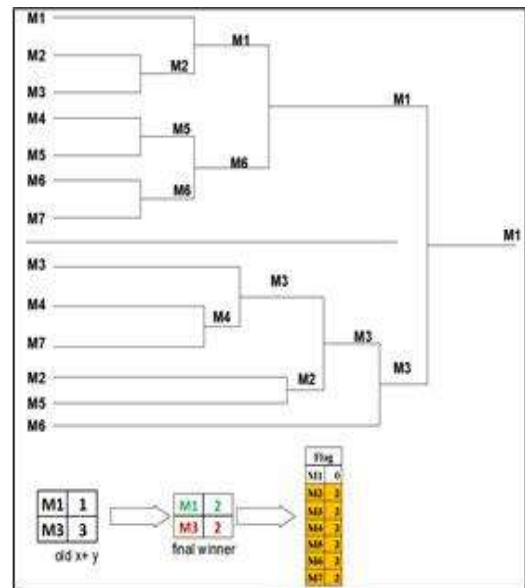 M1
M1
M2
M2
M3
M1
M4
M5
M5
M6
M6
M6
M7
M1
M3
M3
M4
M4
M3
M7
M3
M2
M2
M5
M6
Flag
M1 0
M1 1
M3 3
old x+ y
M1 2
M3 2
final winner
M2 2
M3 2
M4 2
M5 2
M6 2
M7 2